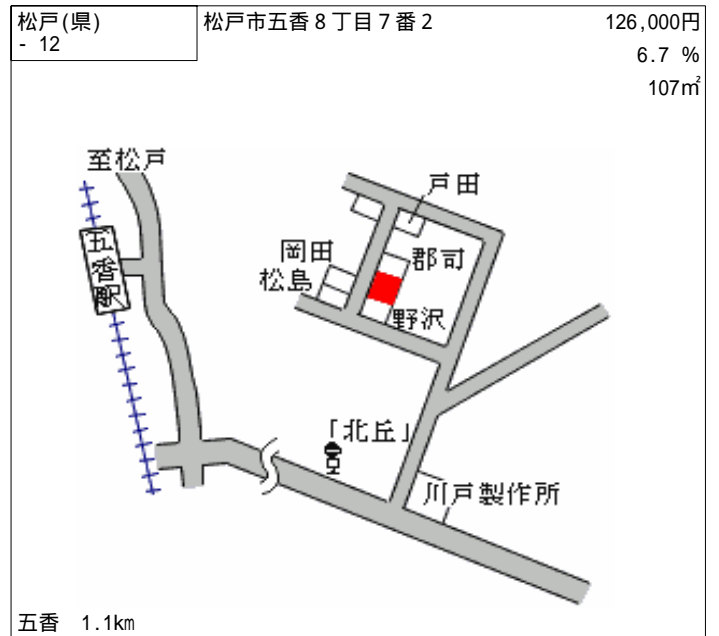 松戸(県)
- 12
松戸市五香８丁目７番２
126,000円
6.7 %
107㎡
至松戸
戸田
五香駅
岡田
郡司
松島
野沢
「北丘」
川戸製作所
五香 1.1km